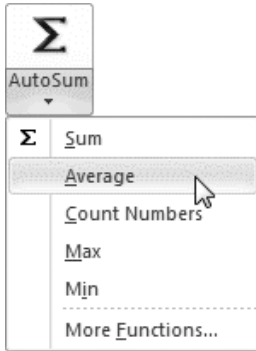 Σ
AutoSum
Σ Sum
Average
Count Numbers
Max
Min
More Functions...